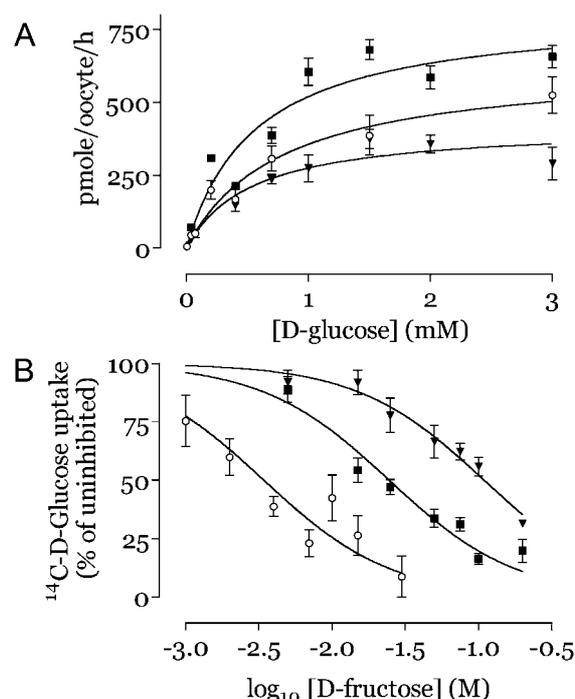 A
pmole/oocyte/h
750
500
250
0
0 1 2 3
[D-glucose] (mM)
B
¹⁴C-D-Glucose uptake
(% of uninhibited)
100
75
50
25
0
-3.0 -2.5 -2.0 -1.5 -1.0 -0.5
log₁₀ [D-fructose] (M)